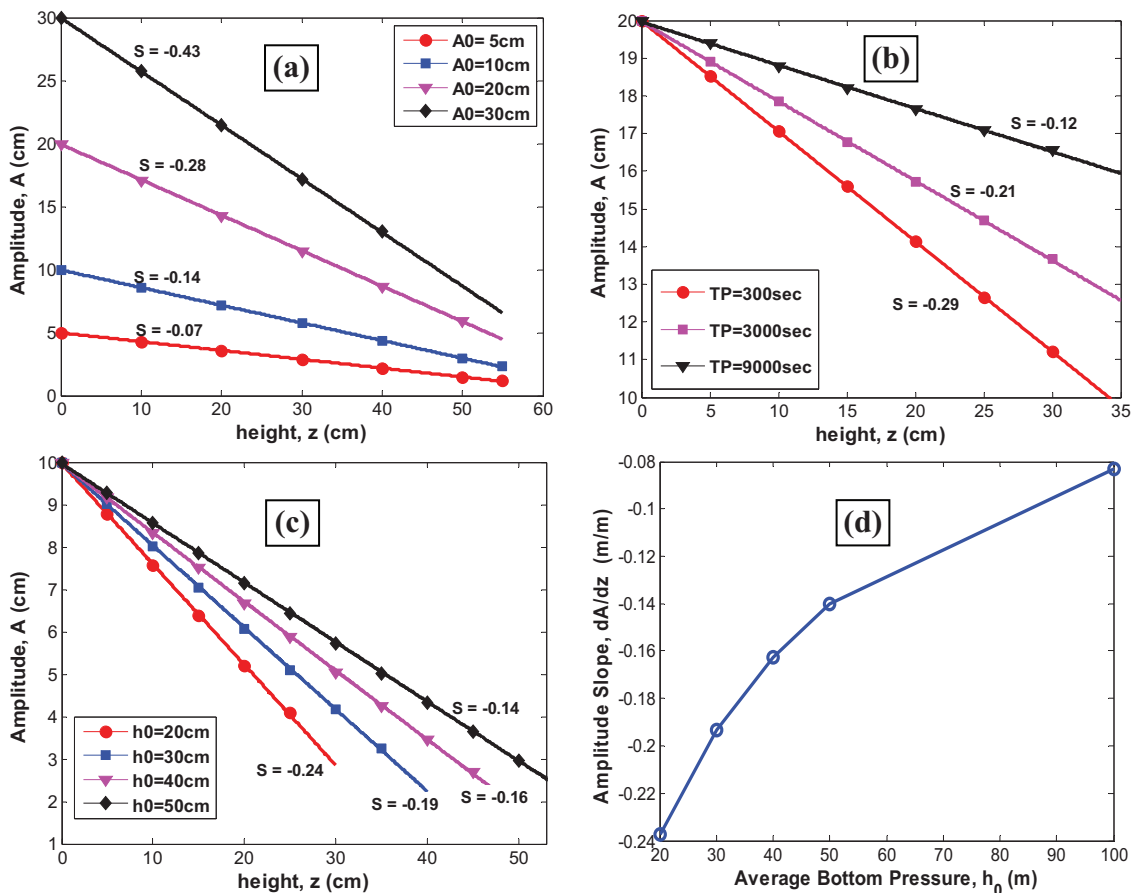 (a)
30
25
20
15
10
5
0
Amplitude, A (cm)
S = -0.43
S = -0.28
S = -0.14
S = -0.07
A0= 5cm
A0=10cm
A0=20cm
A0=30cm
0 10 20 30 40 50 60
height, z (cm)
(b)
20
19
18
17
16
15
14
13
12
11
10
Amplitude, A (cm)
S = -0.12
S = -0.21
S = -0.29
TP=300sec
TP=3000sec
TP=9000sec
0 5 10 15 20 25 30 35
height, z (cm)
(c)
10
9
8
7
6
5
4
3
2
1
Amplitude, A (cm)
S = -0.14
S = -0.24
S = -0.19
S = -0.16
h0=20cm
h0=30cm
h0=40cm
h0=50cm
0 10 20 30 40 50
height, z (cm)
(d)
-0.08
-0.1
-0.12
-0.14
-0.16
-0.18
-0.2
-0.22
-0.24
Amplitude Slope, dA/dz (m/m)
20 30 40 50 60 70 80 90 100
Average Bottom Pressure, h0 (m)